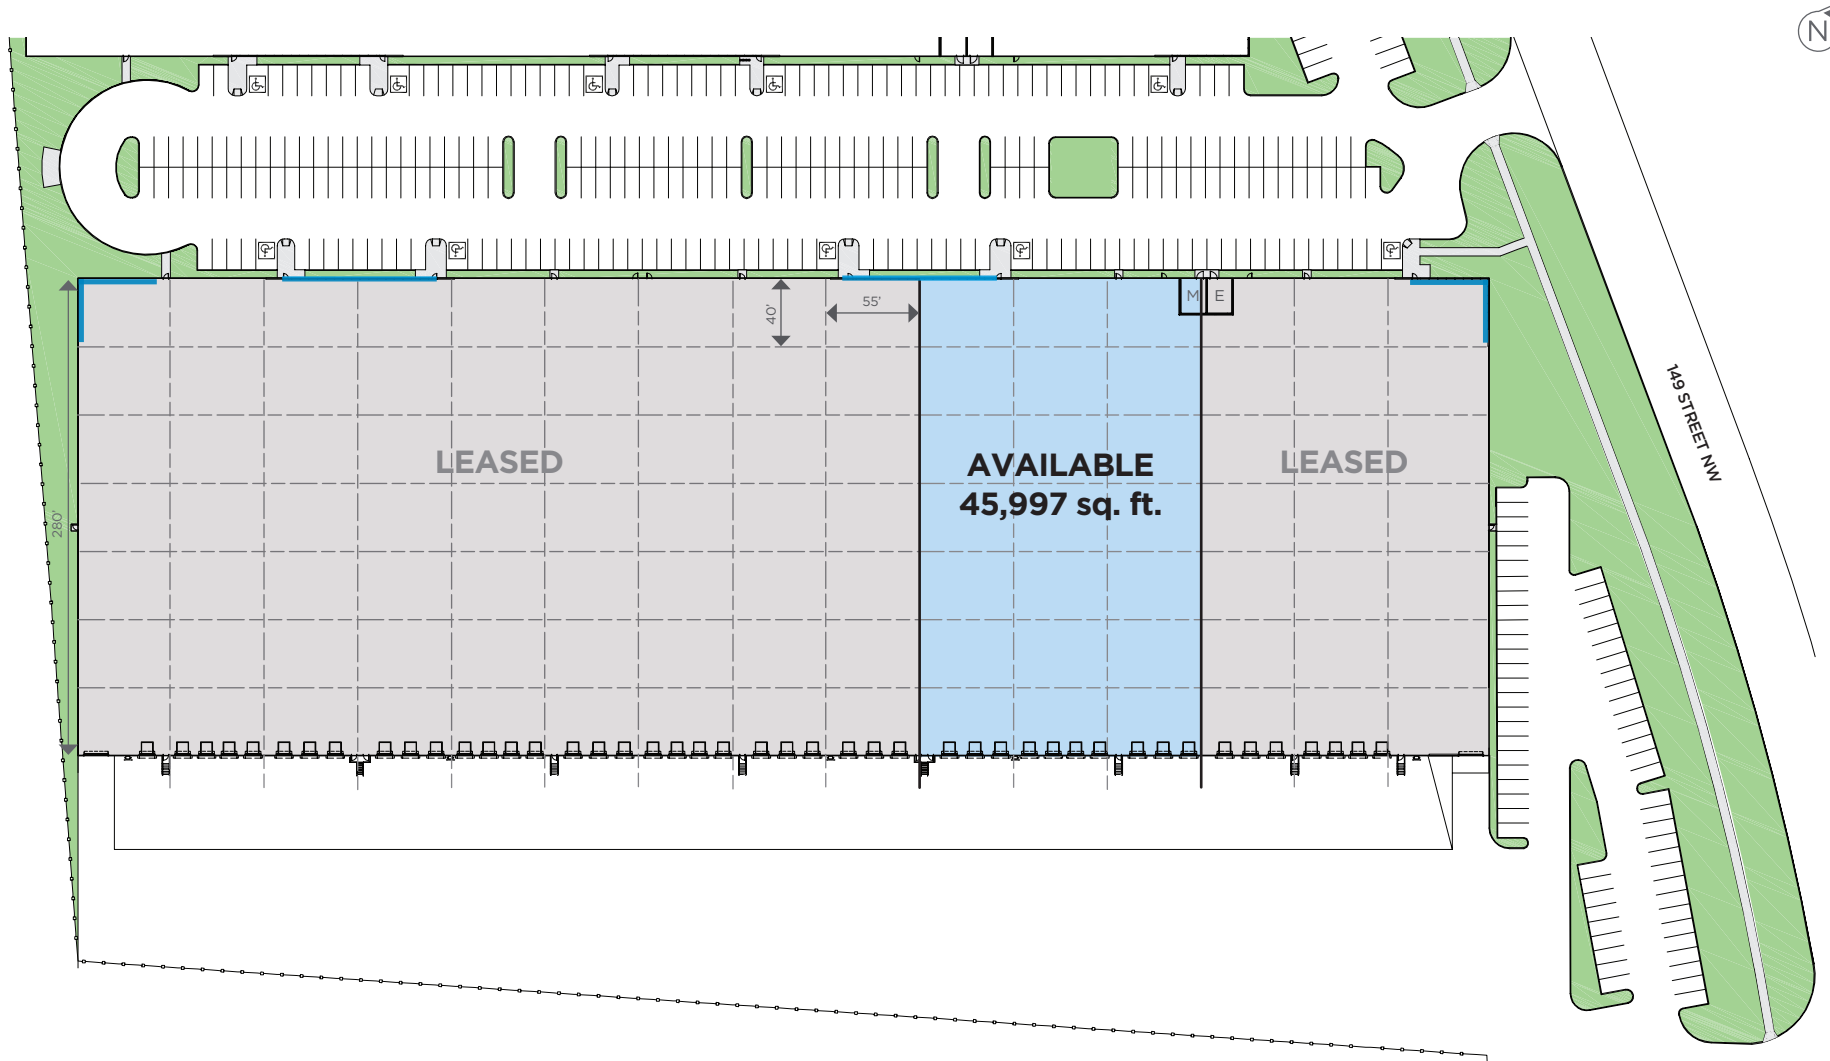 N
40'
55'
M
E
LEASED
AVAILABLE
45,997 sq. ft.
LEASED
280'
149 STREET NW